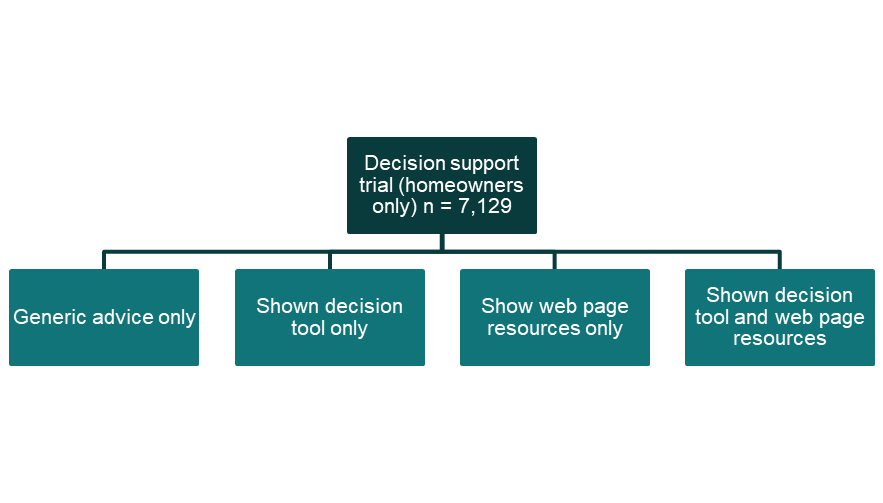 Decision support
trial (homeowners
only) n = 7,129
Generic advice only
Shown decision
tool only
Show web page
resources only
Shown decision
tool and web page
resources